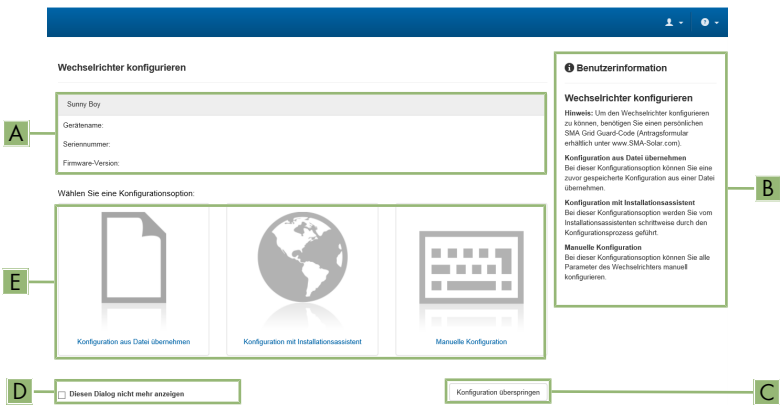 Wechselrichter konfigurieren
Sunny Boy
Gerätename:
Seriennummer:
Firmware-Version:
A
Wählen Sie eine Konfigurationsoption:
Konfiguration aus Datei übernehmen
Konfiguration mit Installationsassistent
Manuelle Konfiguration
E
Diesen Dialog nicht mehr anzeigen
D
Konfiguration überspringen
C
Benutzerinformation
Wechselrichter konfigurieren
Hinweis: Um den Wechselrichter konfigurieren
zu können, benötigen Sie einen persönlichen
SMA Grid Guard-Code (Antragsformular
erhältlich unter www.SMA-Solar.com).
Konfiguration aus Datei übernehmen
Bei dieser Konfigurationsoption können Sie eine
zuvor gespeicherte Konfiguration aus einer Datei
übernehmen.
Konfiguration mit Installationsassistent
Bei dieser Konfigurationsoption werden Sie vom
Installationsassistenten schrittweise durch den
Konfigurationsprozess geführt.
Manuelle Konfiguration
Bei dieser Konfigurationsoption können Sie alle
Parameter des Wechselrichters manuell
konfigurieren.
B